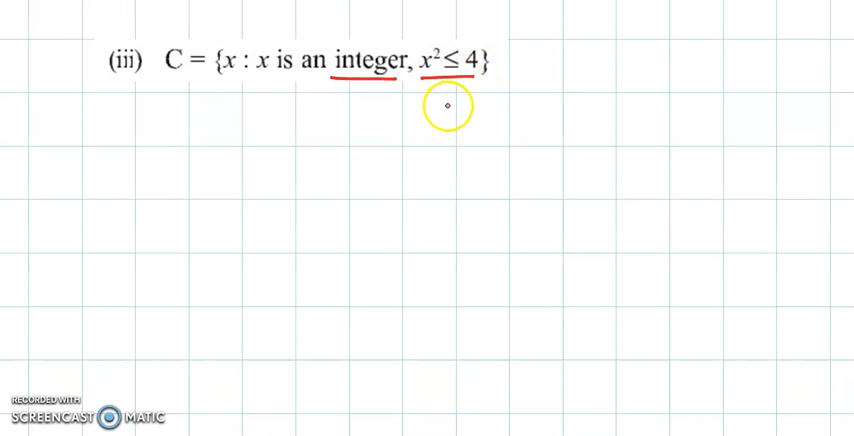 (iii) C = {x : x is an integer, x² ≤ 4}
RECORDED WITH
SCREENCAST MATIC